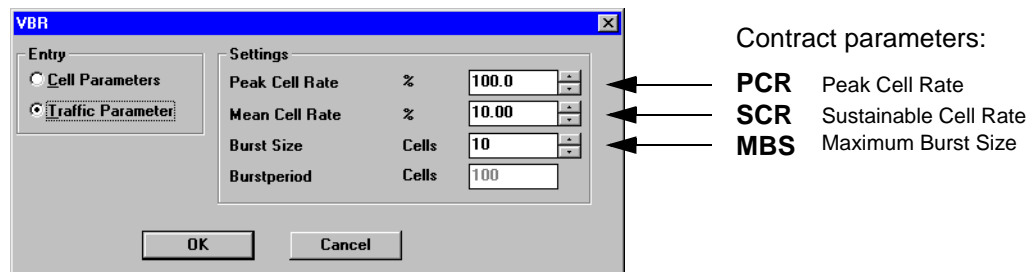 VBR
Entry
Cell Parameters
Traffic Parameter
Settings
Peak Cell Rate % 100.0
Mean Cell Rate % 10.00
Burst Size Cells 10
Burstperiod Cells 100
OK Cancel
Contract parameters:
PCR Peak Cell Rate
SCR Sustainable Cell Rate
MBS Maximum Burst Size